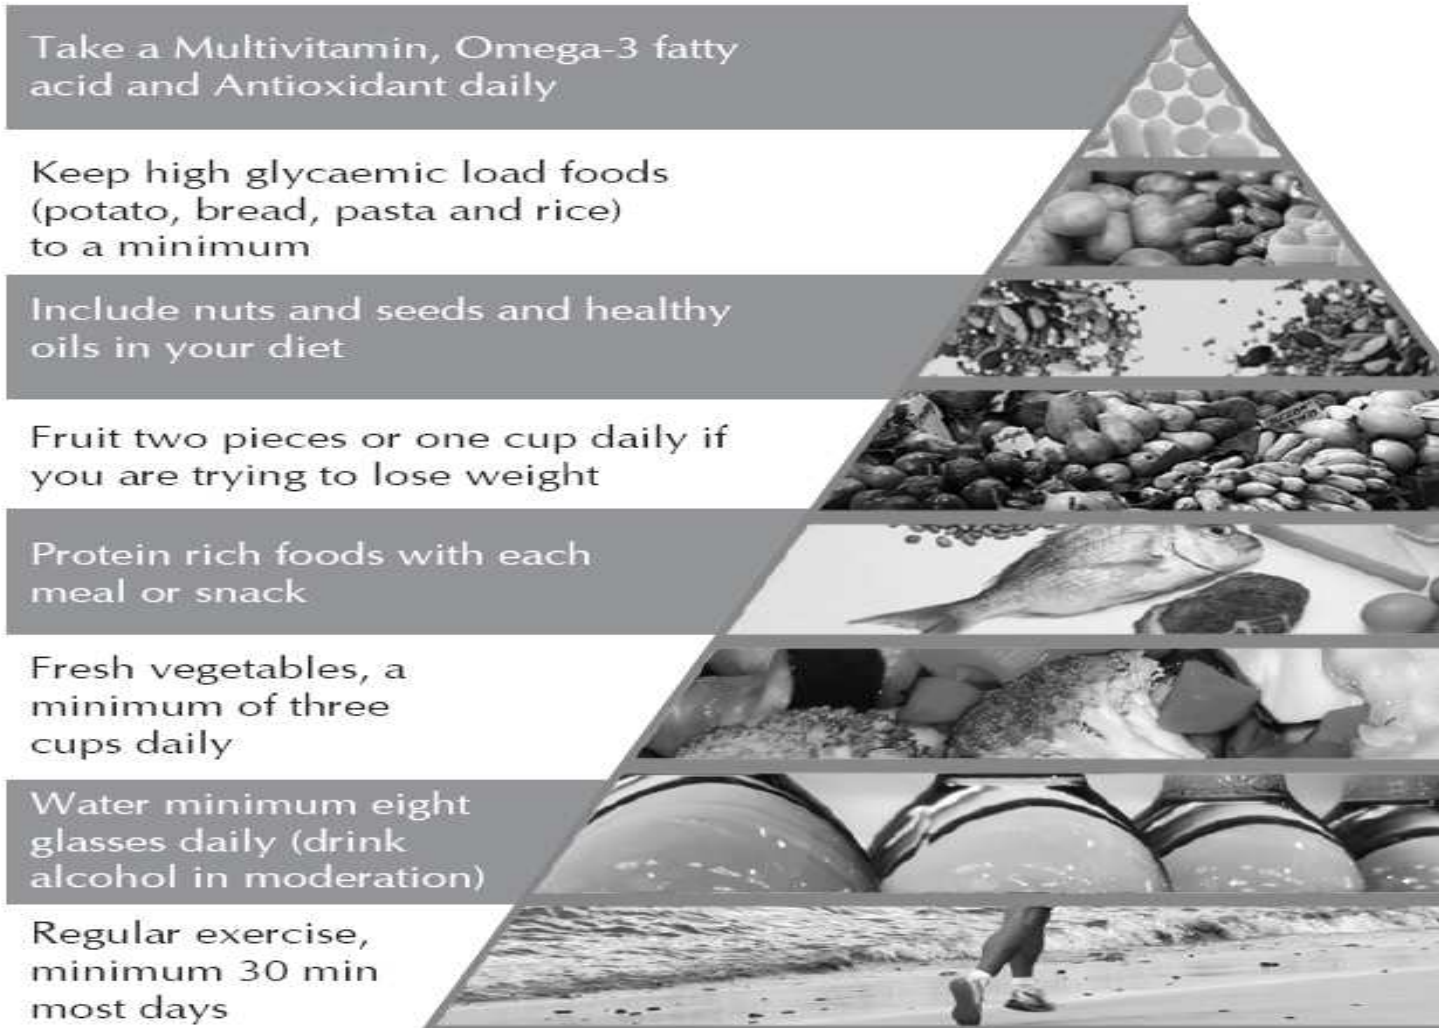 Take a Multivitamin, Omega-3 fatty
acid and Antioxidant daily
Keep high glycaemic load foods
(potato, bread, pasta and rice)
to a minimum
Include nuts and seeds and healthy
oils in your diet
Fruit two pieces or one cup daily if
you are trying to lose weight
Protein rich foods with each
meal or snack
Fresh vegetables, a
minimum of three
cups daily
Water minimum eight
glasses daily (drink
alcohol in moderation)
Regular exercise,
minimum 30 min
most days